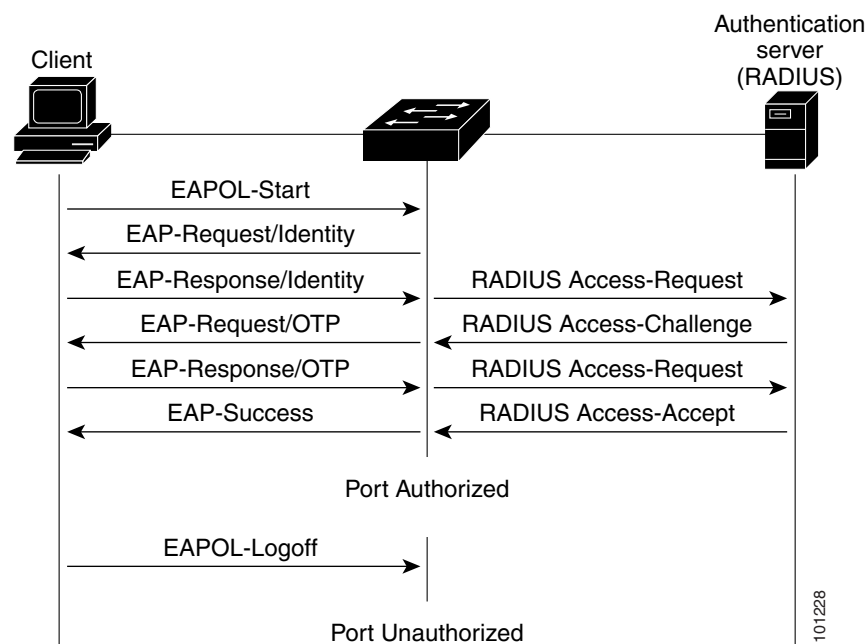 Client
Authentication
server
(RADIUS)
EAPOL-Start
EAP-Request/Identity
EAP-Response/Identity
RADIUS Access-Request
EAP-Request/OTP
RADIUS Access-Challenge
EAP-Response/OTP
RADIUS Access-Request
EAP-Success
RADIUS Access-Accept
Port Authorized
EAPOL-Logoff
Port Unauthorized
101228